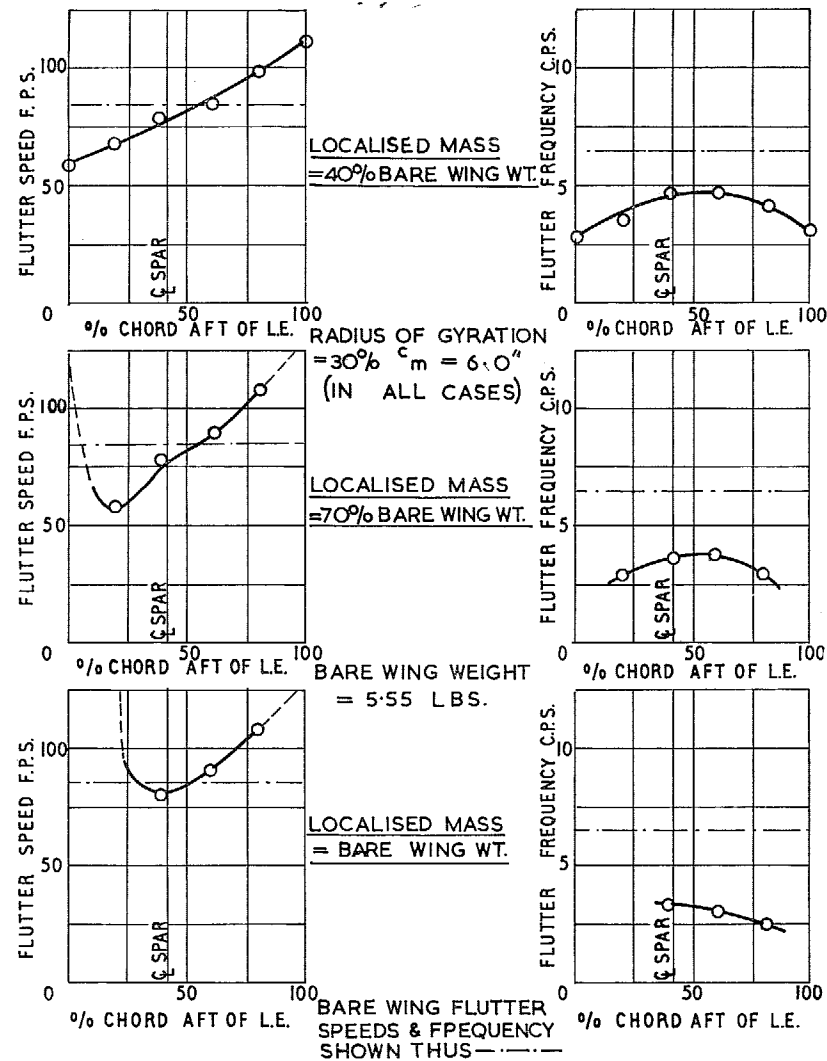 FLUTTER SPEED F.P.S.
100
50
0
℄ SPAR
50
100
% CHORD AFT OF L.E.
LOCALISED MASS
=40% BARE WING WT.
FLUTTER FREQUENCY C.P.S.
10
5
0
℄ SPAR
50
100
% CHORD AFT OF L.E.
RADIUS OF GYRATION
=30% cm = 6.0"
(IN ALL CASES)
FLUTTER SPEED F.P.S.
100
50
0
℄ SPAR
50
100
% CHORD AFT OF L.E.
LOCALISED MASS
=70% BARE WING WT.
FLUTTER FREQUENCY C.P.S.
10
5
0
℄ SPAR
50
100
% CHORD AFT OF L.E.
BARE WING WEIGHT
= 5.55 LBS.
FLUTTER SPEED F.P.S.
100
50
0
℄ SPAR
50
100
% CHORD AFT OF L.E.
LOCALISED MASS
= BARE WING WT.
FLUTTER FREQUENCY C.P.S.
10
5
0
℄ SPAR
50
100
% CHORD AFT OF L.E.
BARE WING FLUTTER
SPEEDS & FPEQUENCY
SHOWN THUS—·—·—